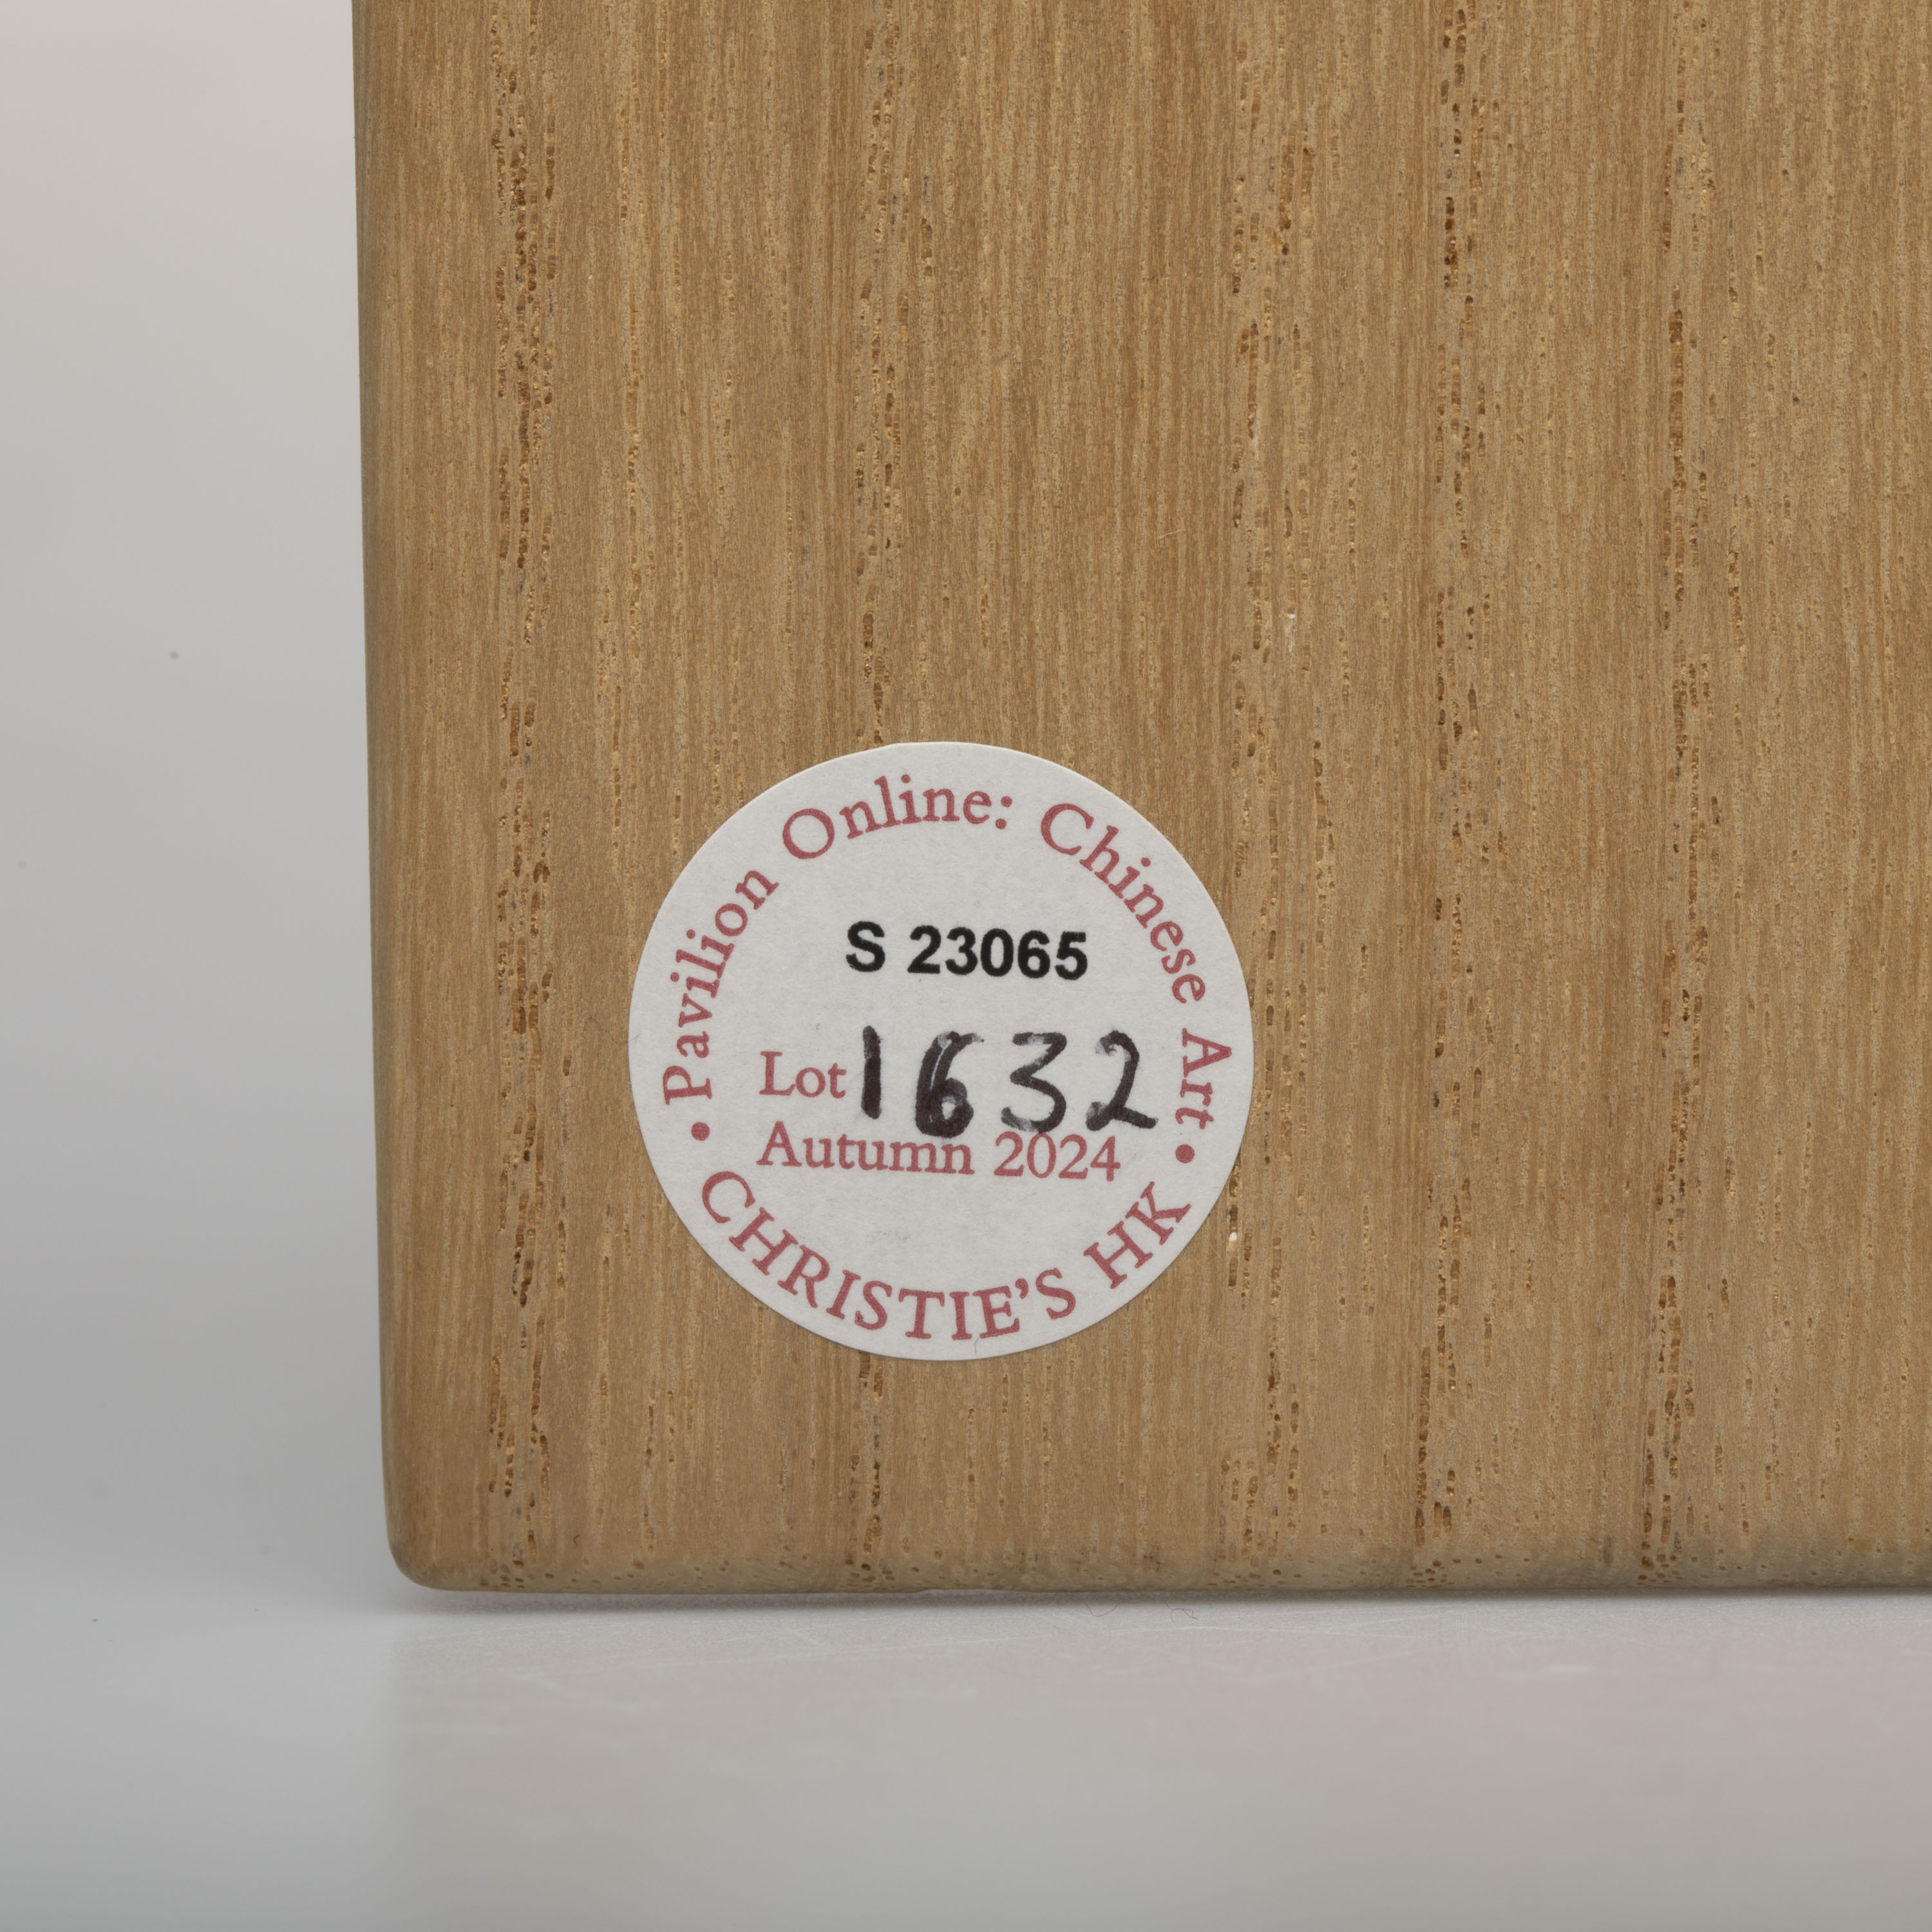 Pavilion Online: Chinese Art
S 23065
Lot 1632
Autumn 2024
CHRISTIE'S HK